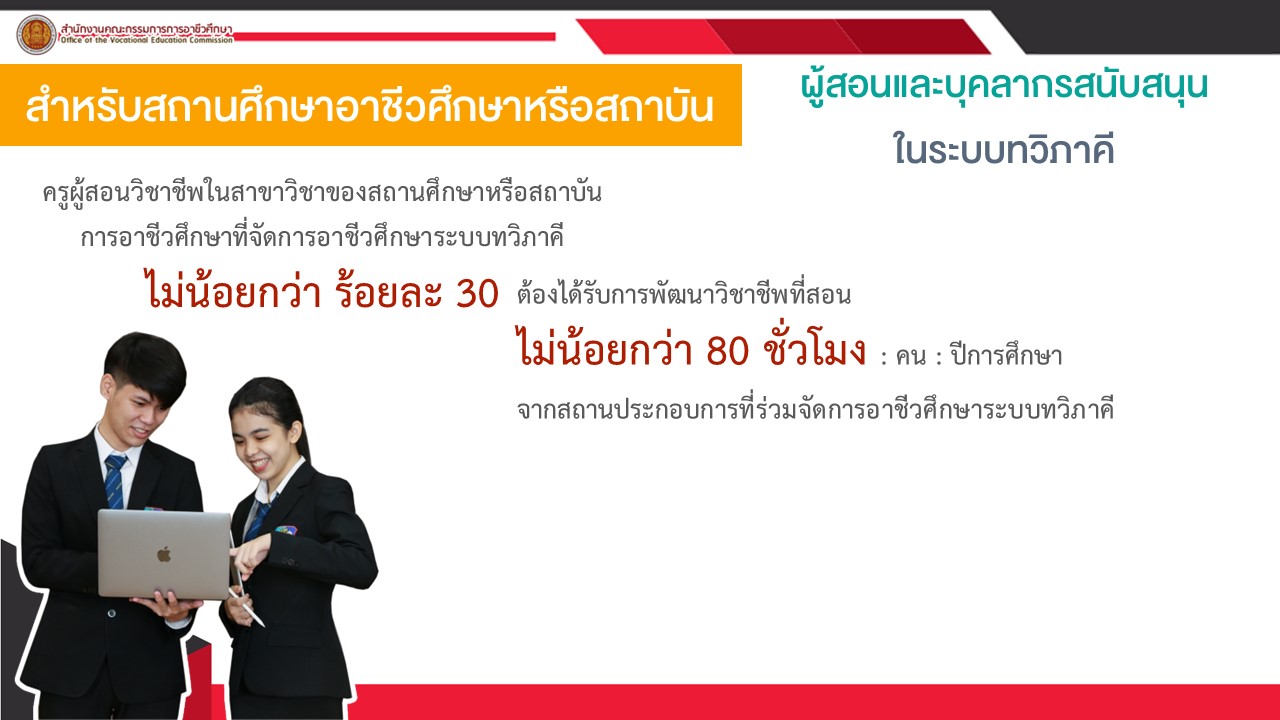 สำนักงานคณะกรรมการการอาชีวศึกษา
Office of the Vocational Education Commission
สำหรับสถานศึกษาอาชีวศึกษาหรือสถาบัน
ผู้สอนและบุคลากรสนับสนุน
ในระบบทวิภาคี
ครูผู้สอนวิชาชีพในสาขาวิชาของสถานศึกษาหรือสถาบัน
การอาชีวศึกษาที่จัดการอาชีวศึกษาระบบทวิภาคี
ไม่น้อยกว่า ร้อยละ 30 ต้องได้รับการพัฒนาวิชาชีพที่สอน
ไม่น้อยกว่า 80 ชั่วโมง : คน : ปีการศึกษา
จากสถานประกอบการที่ร่วมจัดการอาชีวศึกษาระบบทวิภาคี